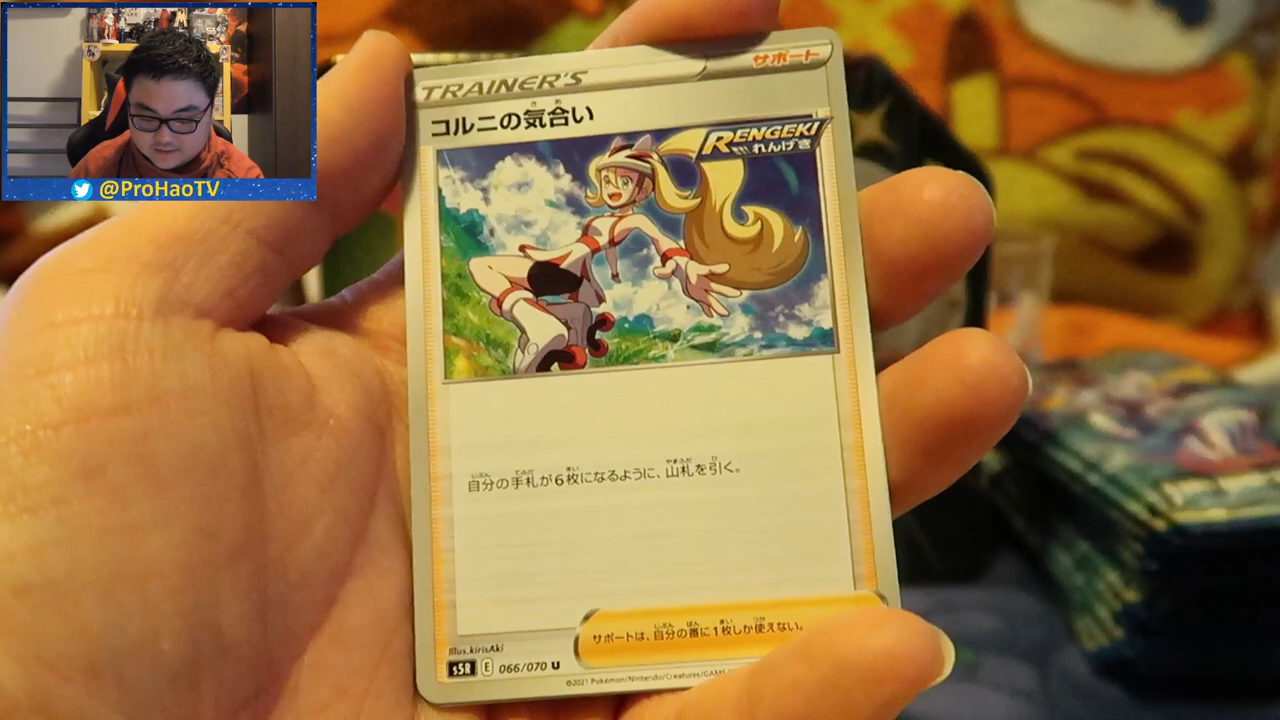 @ProHaoTV
TRAINER'S
サポート
コルニの気合い
RENGEKI
れんげき
自分の手札が6枚になるように、山札を引く。
サポートは、自分の番に1枚しか使えない。
Illus.kirisAki
s5R E 066/070 U
©2021 Pokémon/Nintendo/Creatures/GAME